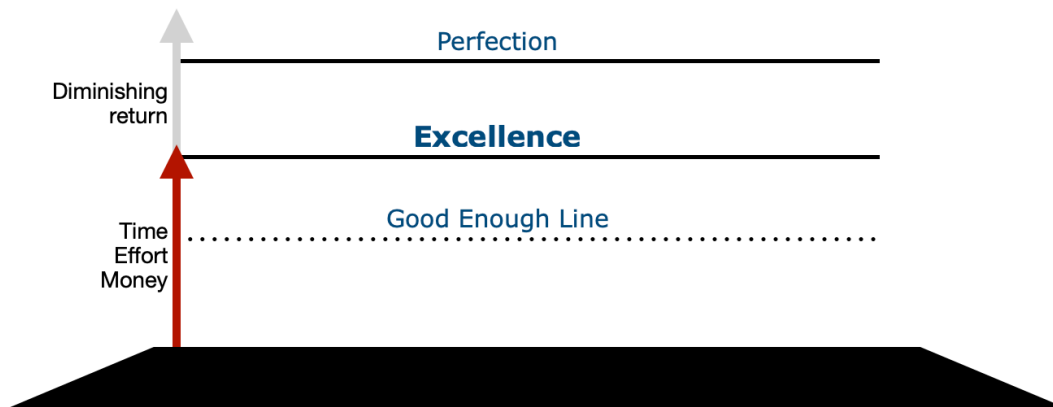 Perfection
Diminishing
return
Excellence
Good Enough Line
Time
Effort
Money